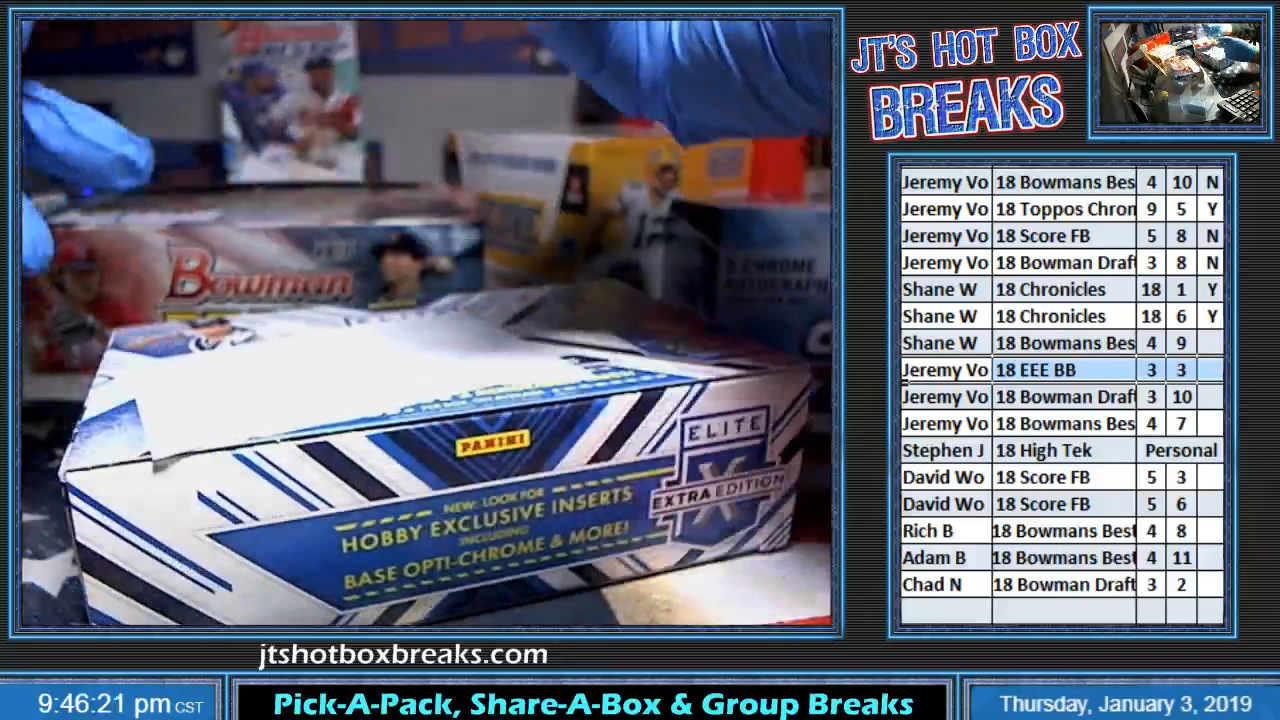 JT'S HOT BOX
BREAKS
Bowman
CHROME
AUTOGRAPH
PANINI
ELITE
EXTRA EDITION
X
NEW: LOOK FOR
HOBBY EXCLUSIVE INSERTS
INCLUDING
BASE OPTI-CHROME & MORE!
Jeremy Vo 18 Bowmans Bes 4 10 N
Jeremy Vo 18 Toppos Chron 9 5 Y
Jeremy Vo 18 Score FB 5 8 N
Jeremy Vo 18 Bowman Draft 3 8 N
Shane W 18 Chronicles 18 1 Y
Shane W 18 Chronicles 18 6 Y
Shane W 18 Bowmans Bes 4 9
Jeremy Vo 18 EEE BB 3 3
Jeremy Vo 18 Bowman Draft 3 10
Jeremy Vo 18 Bowmans Bes 4 7
Stephen J 18 High Tek Personal
David Wo 18 Score FB 5 3
David Wo 18 Score FB 5 6
Rich B 18 Bowmans Best 4 8
Adam B 18 Bowmans Best 4 11
Chad N 18 Bowman Draft 3 2
jtshotboxbreaks.com
9:46:21 pm CST
Pick-A-Pack, Share-A-Box & Group Breaks
Thursday, January 3, 2019